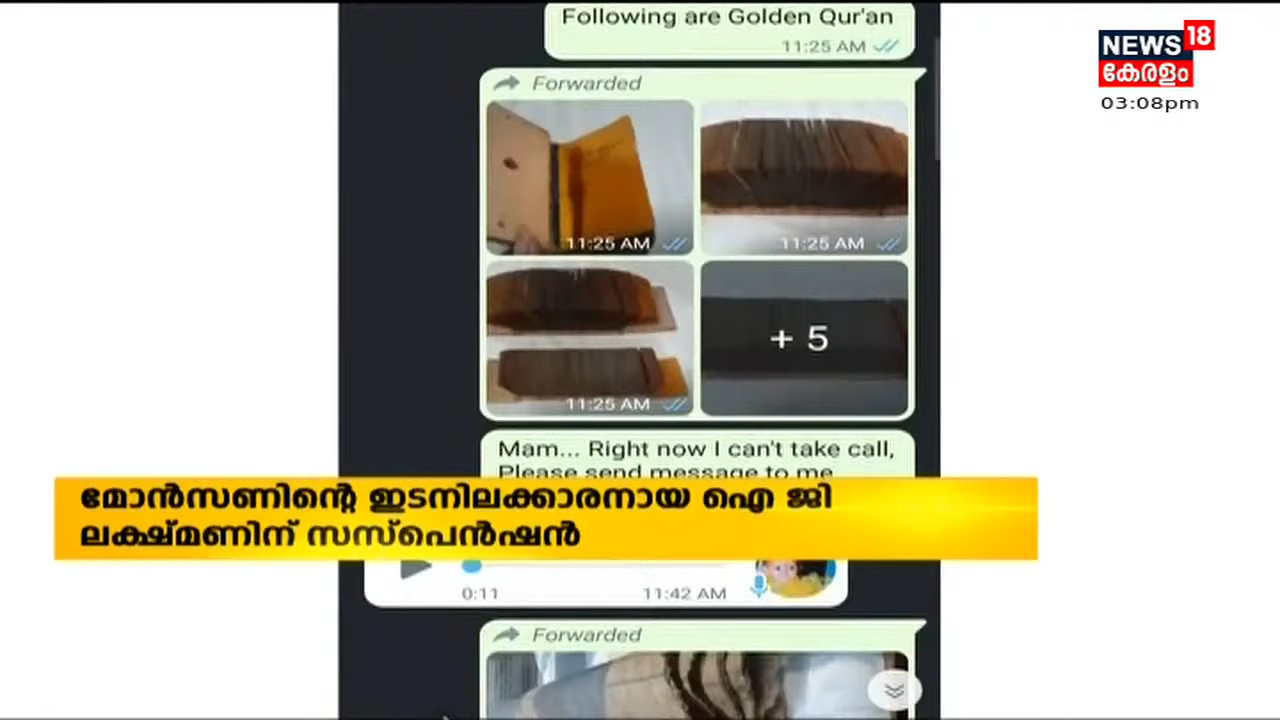 Following are Golden Qur'an
11:25 AM
NEWS 18
കേരളം
03:08pm
Forwarded
11:25 AM
11:25 AM
11:25 AM
+ 5
Mam... Right now I can't take call,
Please send message to me
മോൻസണിന്റെ ഇടനിലക്കാരനായ ഐ ജി
ലക്ഷ്മണിന് സസ്പെൻഷൻ
0:11
11:42 AM
Forwarded